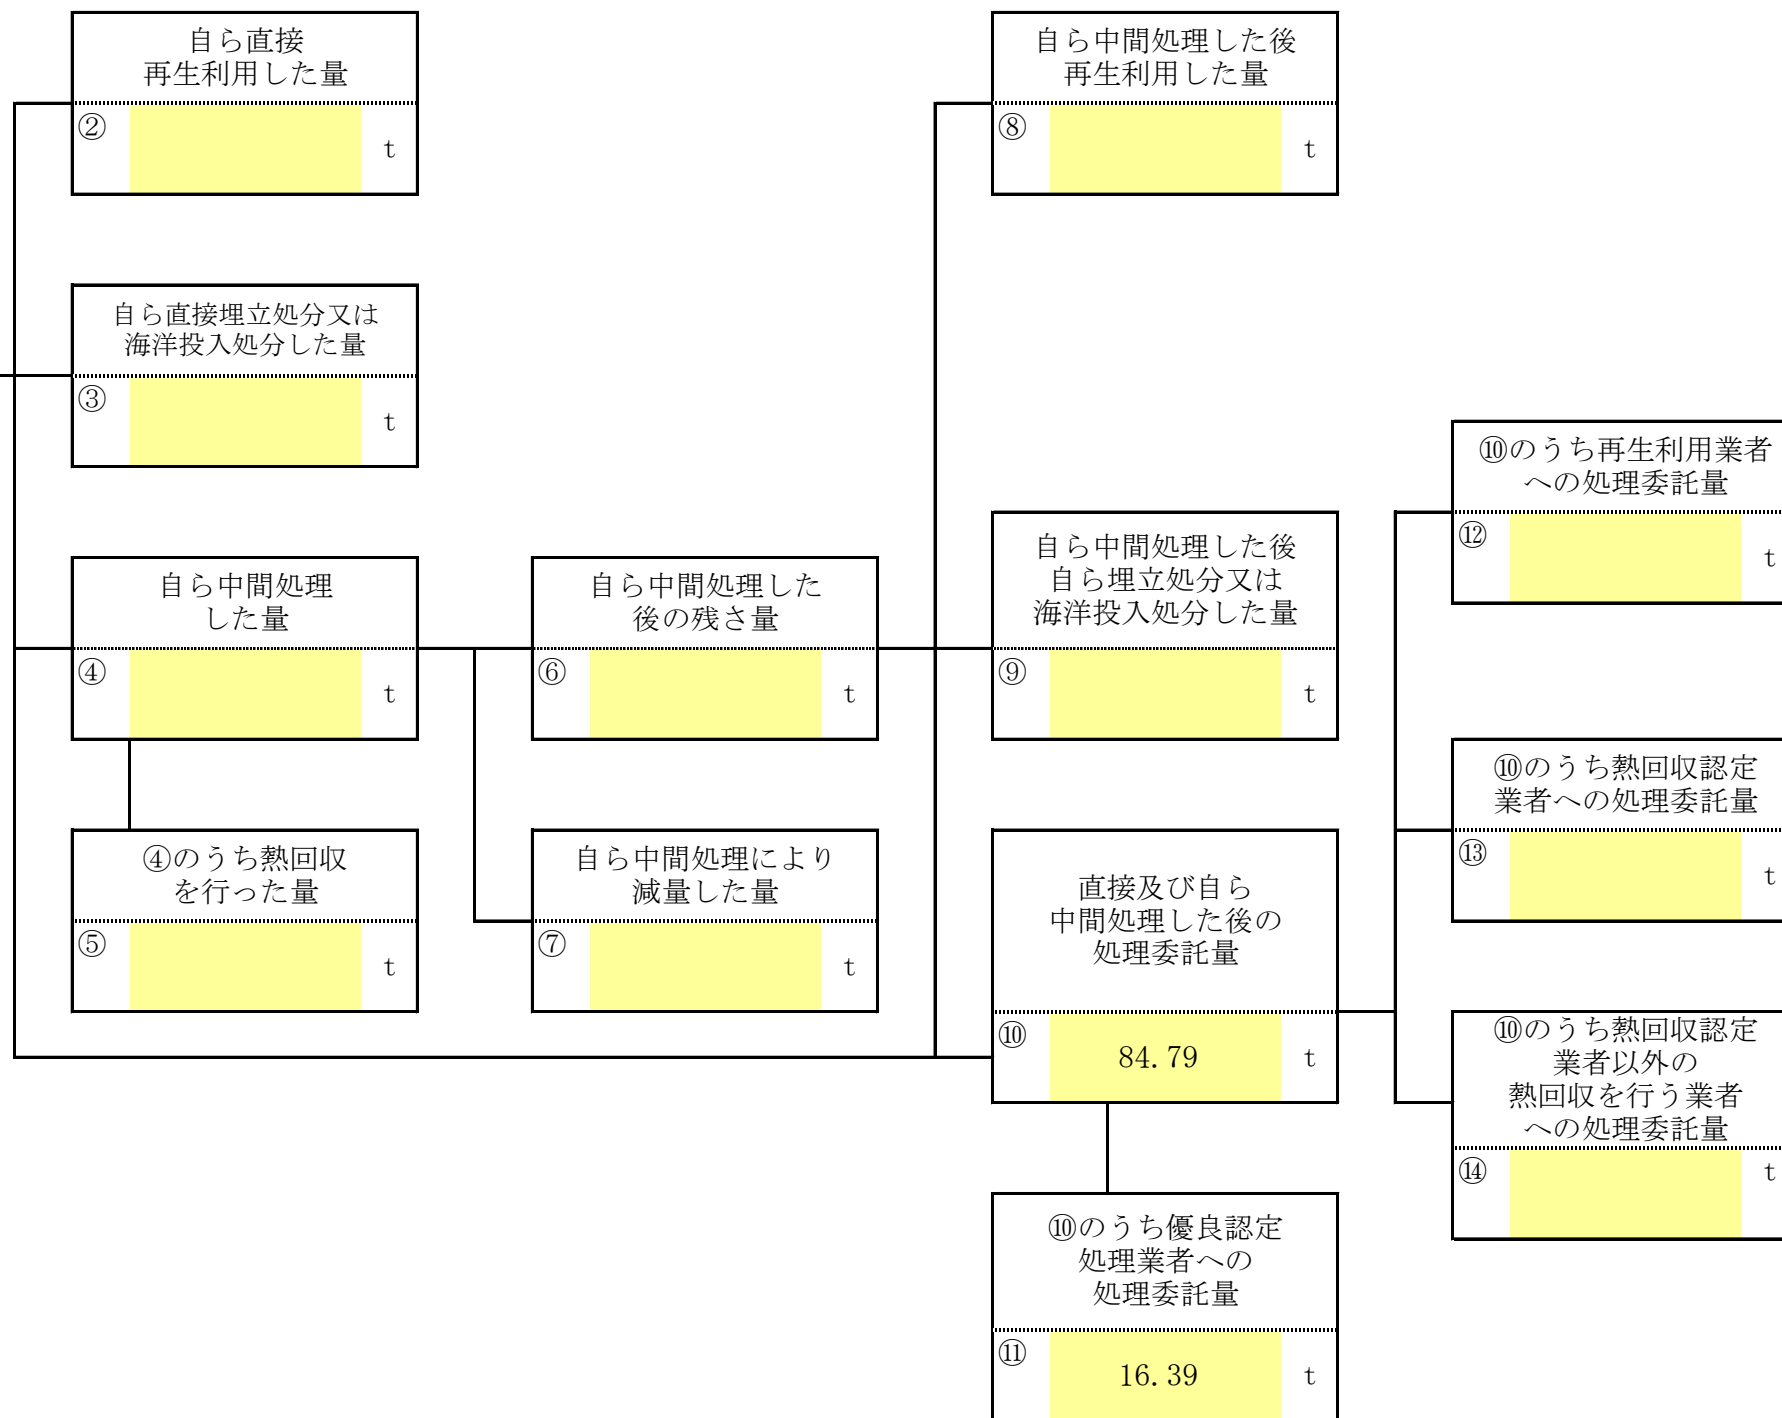 自ら直接
再生利用した量
②
t
自ら中間処理した後
再生利用した量
⑧
t
自ら直接埋立処分又は
海洋投入処分した量
③
t
⑩のうち再生利用業者
への処理委託量
⑫
t
自ら中間処理
した量
④
t
自ら中間処理した
後の残さ量
⑥
t
自ら中間処理した後
自ら埋立処分又は
海洋投入処分した量
⑨
t
⑩のうち熱回収認定
業者への処理委託量
⑬
t
④のうち熱回収
を行った量
⑤
t
自ら中間処理により
減量した量
⑦
t
直接及び自ら
中間処理した後の
処理委託量
⑩
84.79
t
⑩のうち熱回収認定
業者以外の
熱回収を行う業者
への処理委託量
⑭
t
⑩のうち優良認定
処理業者への
処理委託量
⑪
16.39
t